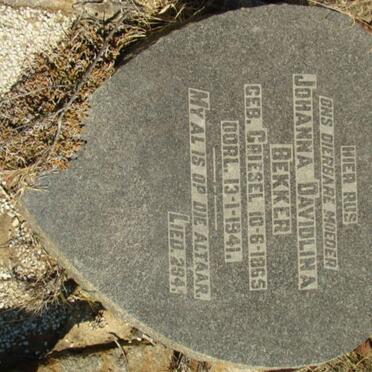 HIER RUS
ONS DIERBARE MOEDER
JOHANNA DAVIDLINA
BEKKER
GEB. GRIESEL 10-6-1865
OORL. 13-1-1941.
MY AL IS OP DIE ALTAAR.
LIED 294.